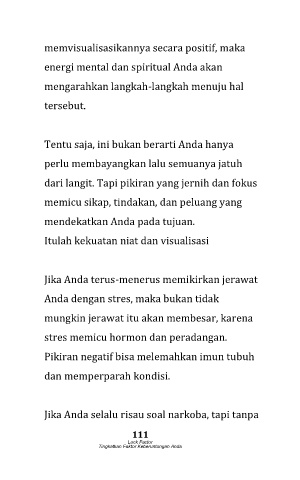 memvisualisasikannya secara positif, maka
energi mental dan spiritual Anda akan
mengarahkan langkah-langkah menuju hal
tersebut.
Tentu saja, ini bukan berarti Anda hanya
perlu membayangkan lalu semuanya jatuh
dari langit. Tapi pikiran yang jernih dan fokus
memicu sikap, tindakan, dan peluang yang
mendekatkan Anda pada tujuan.
Itulah kekuatan niat dan visualisasi
Jika Anda terus-menerus memikirkan jerawat
Anda dengan stres, maka bukan tidak
mungkin jerawat itu akan membesar, karena
stres memicu hormon dan peradangan.
Pikiran negatif bisa melemahkan imun tubuh
dan memperparah kondisi.
Jika Anda selalu risau soal narkoba, tapi tanpa
111
Luck Factor
Tingkatkan Faktor Keberuntungan Anda